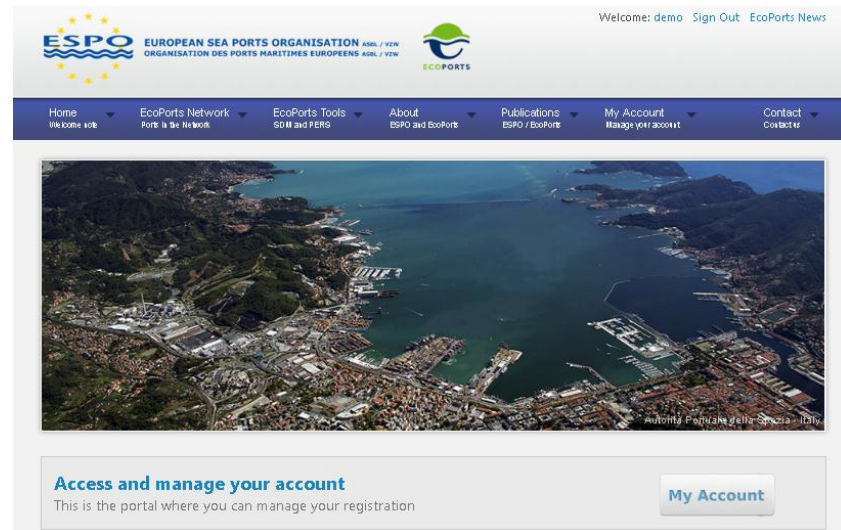 Welcome: demo Sign Out EcoPorts News
ESPO
EUROPEAN SEA PORTS ORGANISATION ASBL / VZW
ORGANISATION DES PORTS MARITIMES EUROPEENS ASBL / VZW
ECOPORTS
Home
Welcome note
EcoPorts Network
Ports in the Network
EcoPorts Tools
SDM and PERS
About
ESPO and EcoPorts
Publications
ESPO / EcoPorts
My Account
Manage your account
Contact
Contact us
Autorità Portuale della Spezia - Italy
Access and manage your account
This is the portal where you can manage your registration
My Account